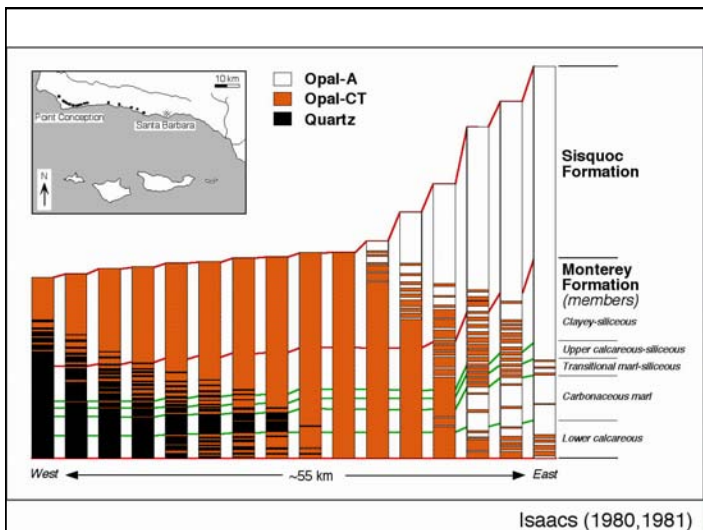 10 km
Point Conception
Santa Barbara
N
Opal-A
Opal-CT
Quartz
Sisquoc
Formation
Monterey
Formation
(members)
Clayey-siliceous
Upper calcareous-siliceous
Transitional marl-siliceous
Carbonaceous marl
Lower calcareous
West
~55 km
East
Isaacs (1980,1981)